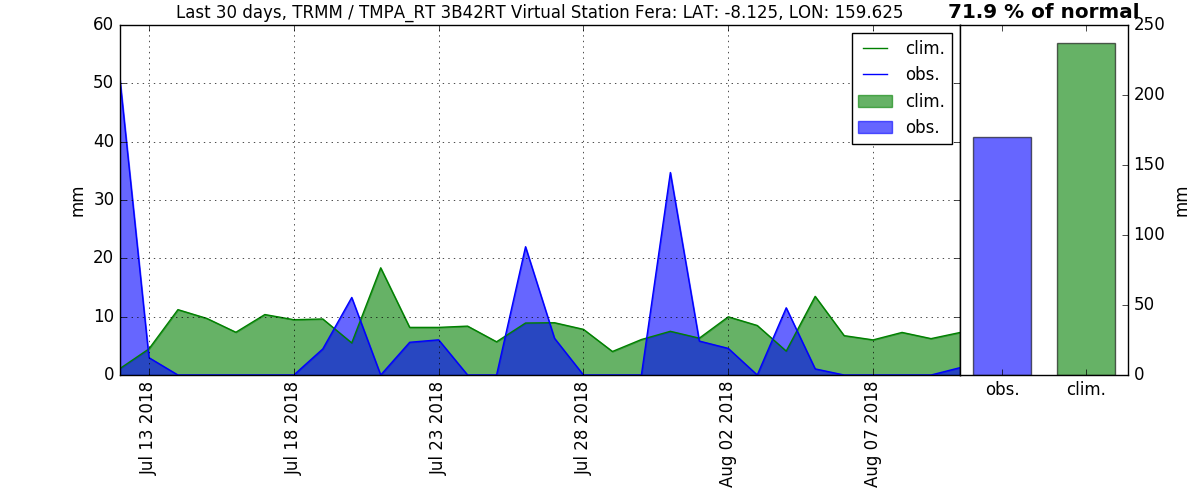 Last 30 days, TRMM / TMPA_RT 3B42RT Virtual Station Fera: LAT: -8.125, LON: 159.625
71.9 % of normal
clim.
obs.
clim.
obs.
60
50
40
30
20
10
0
mm
Jul 13 2018
Jul 18 2018
Jul 23 2018
Jul 28 2018
Aug 02 2018
Aug 07 2018
250
200
150
100
50
0
mm
obs.
clim.